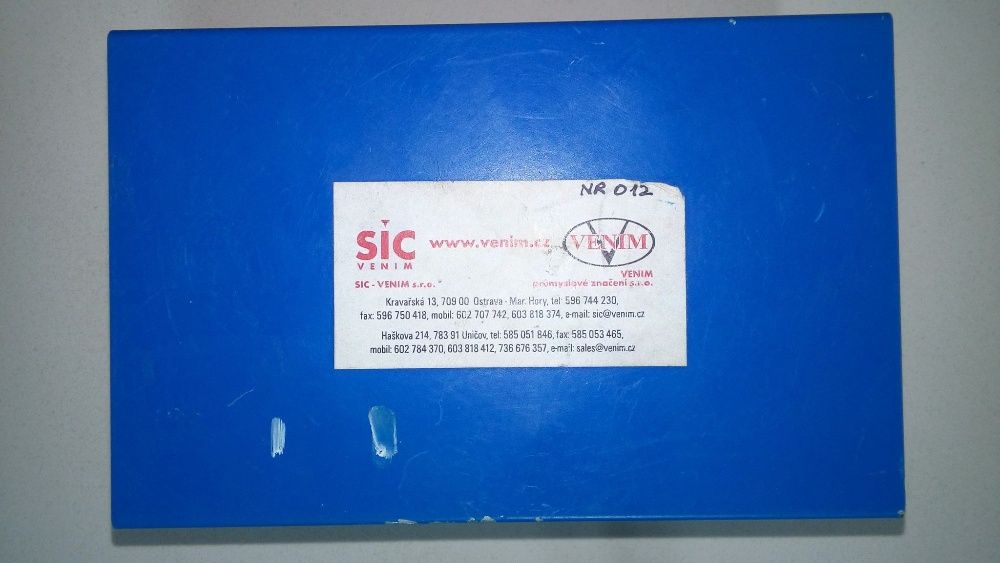 NR 012
SIC
VENIM
www.venim.cz
VENIM
SIC - VENIM s.r.o.
VENIM
průmyslové značení s.r.o.
Kravařská 13, 709 00 Ostrava - Mar. Hory, tel: 596 744 230,
fax: 596 750 418, mobil: 602 707 742, 603 818 374, e-mail: sic@venim.cz
Haškova 214, 783 91 Uničov, tel: 585 051 846, fax: 585 053 465,
mobil: 602 784 370, 603 818 412, 736 676 357, e-mail: sales@venim.cz